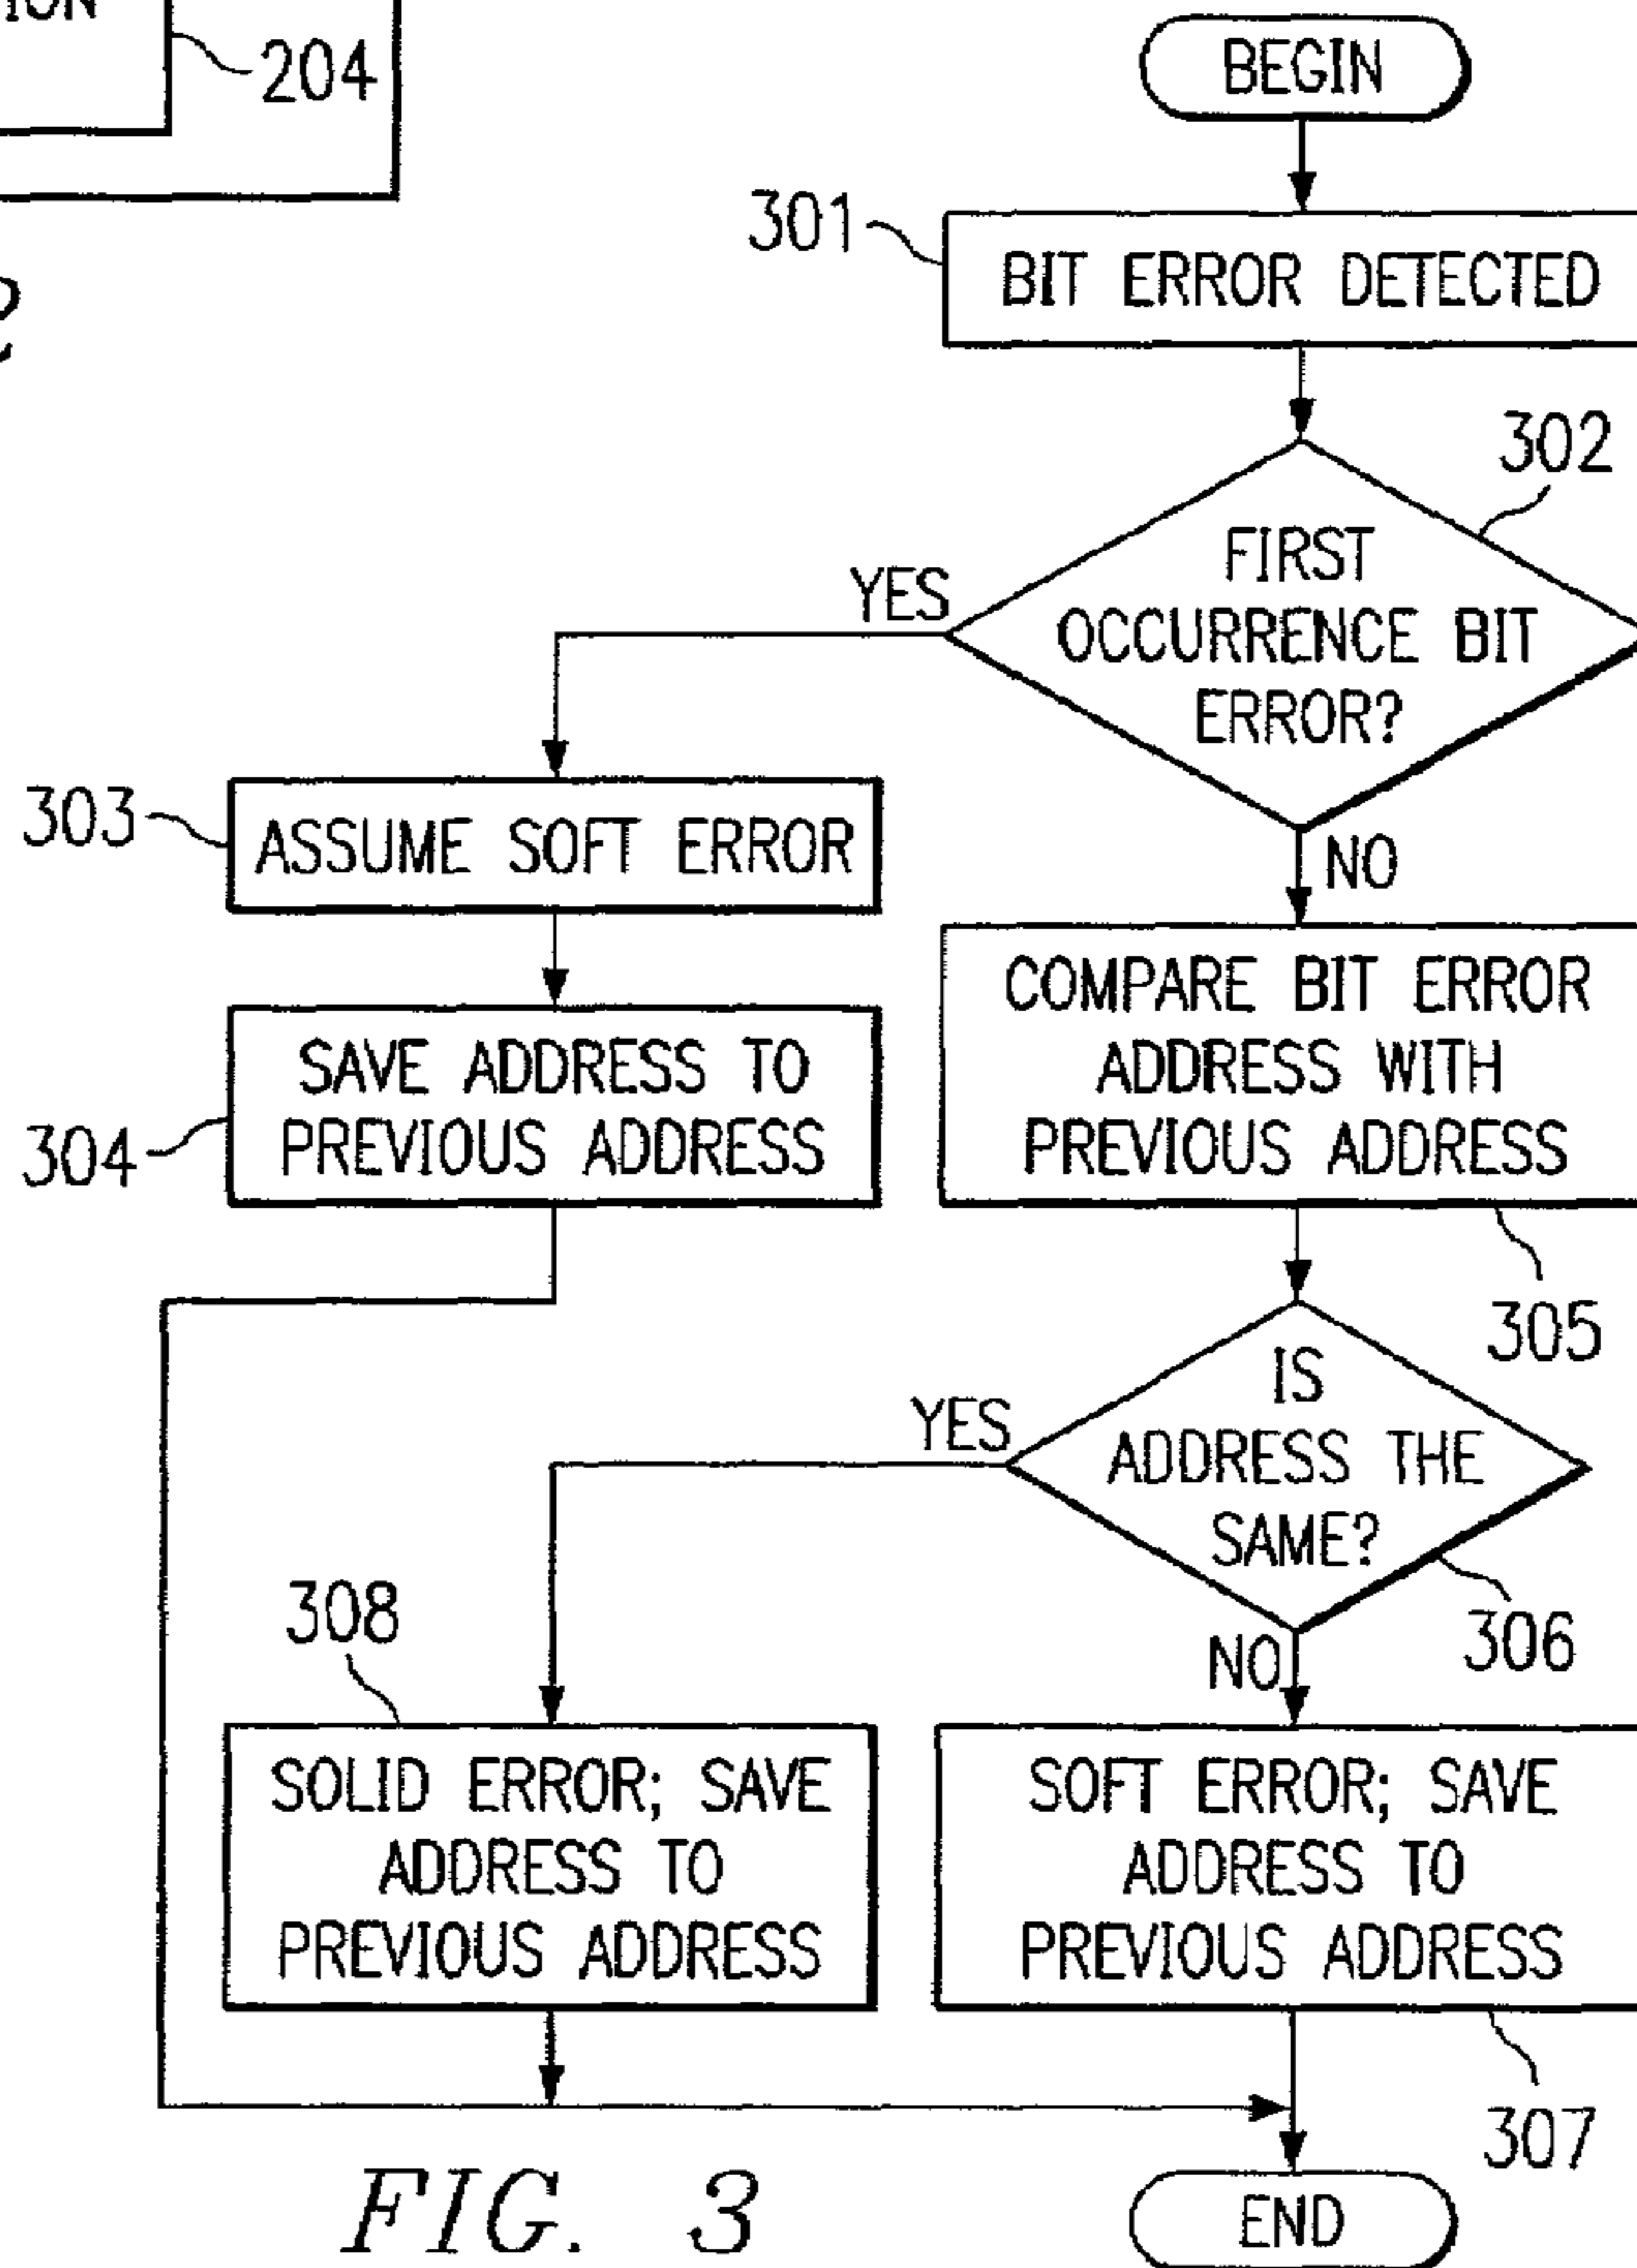 204
BEGIN
301
BIT ERROR DETECTED
302
FIRST
OCCURRENCE BIT
ERROR?
YES
NO
303
ASSUME SOFT ERROR
304
SAVE ADDRESS TO
PREVIOUS ADDRESS
COMPARE BIT ERROR
ADDRESS WITH
PREVIOUS ADDRESS
305
IS
ADDRESS THE
SAME?
YES
306
NO
308
SOLID ERROR; SAVE
ADDRESS TO
PREVIOUS ADDRESS
SOFT ERROR; SAVE
ADDRESS TO
PREVIOUS ADDRESS
307
END
FIG. 3